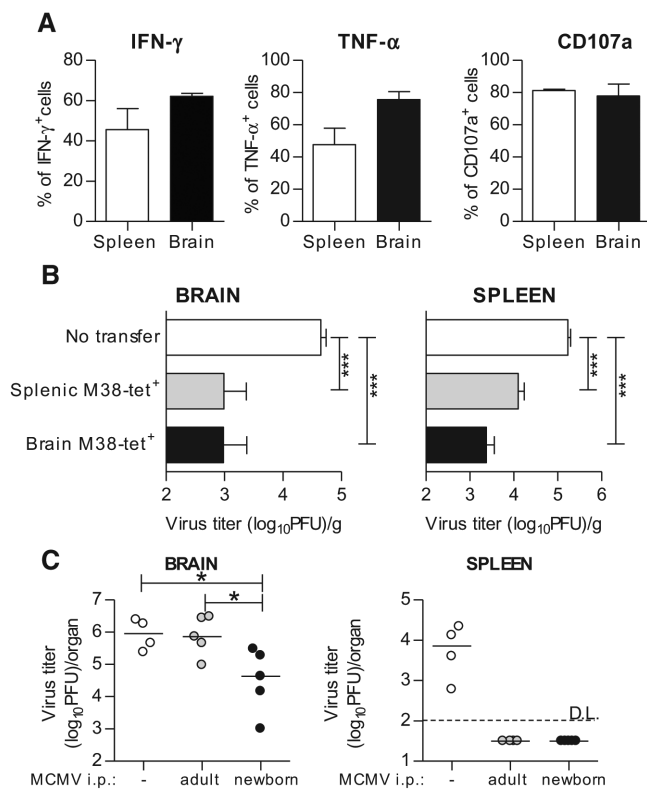 A
IFN-γ
TNF-α
CD107a
% of IFN-γ+ cells
80
60
40
20
0
Spleen Brain
% of TNF-α+ cells
100
80
60
40
20
0
Spleen Brain
% of CD107a+ cells
100
80
60
40
20
0
Spleen Brain
B
BRAIN
SPLEEN
No transfer
Splenic M38-tet+
Brain M38-tet+
***
***
***
***
2 3 4 5
Virus titer (log10PFU)/g
2 3 4 5 6
Virus titer (log10PFU)/g
C
BRAIN
SPLEEN
*
*
Virus titer
(log10PFU)/organ
7
6
5
4
3
2
MCMV i.p.: - adult newborn
Virus titer
(log10PFU)/organ
5
4
3
2
1
D.L.
MCMV i.p.: - adult newborn